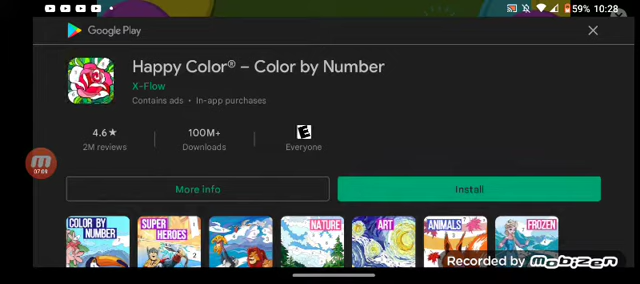 59% 10:28
Google Play
Happy Color® – Color by Number
X-Flow
Contains ads • In-app purchases
4.6★
2M reviews
100M+
Downloads
E
Everyone
07:69
More info
Install
COLOR BY NUMBER
SUPER HEROES
NATURE
ART
ANIMALS
FROZEN
Recorded by mobizen